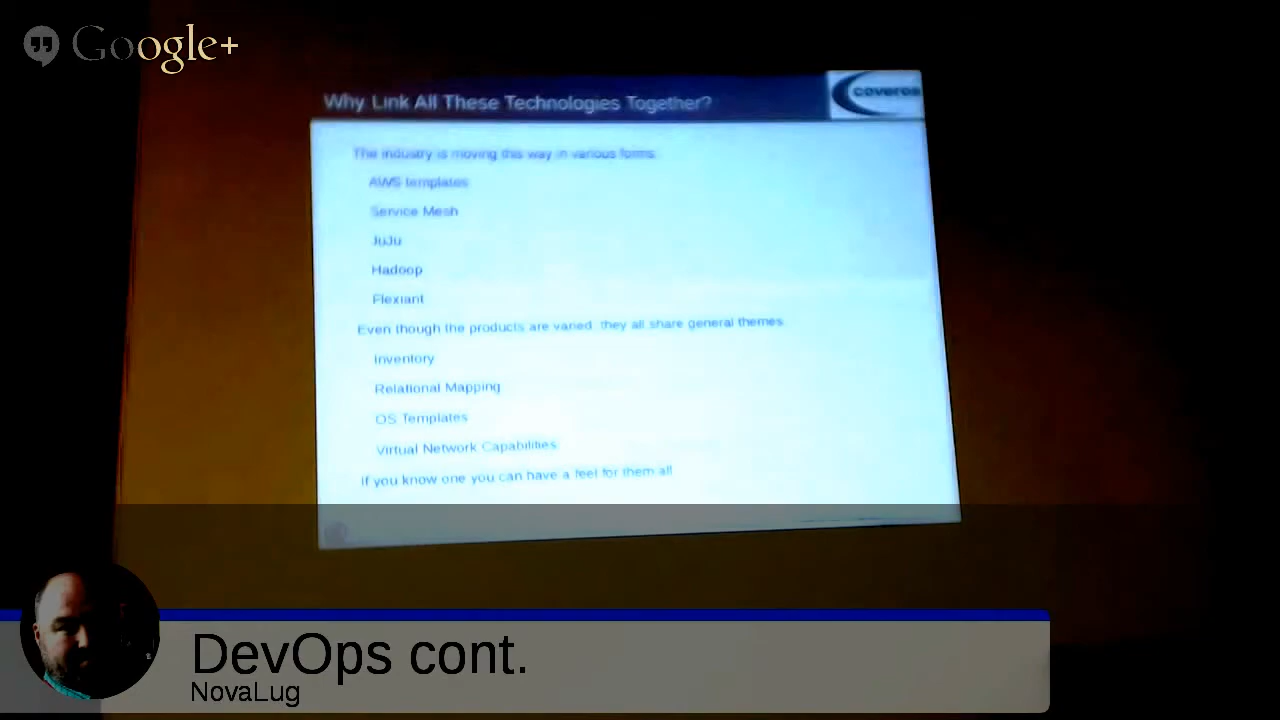 Google+
Why Link All These Technologies Together?
coveros
The industry is moving this way in various forms:
AWS templates
Service Mesh
JuJu
Hadoop
Flexiant
Even though the products are varied, they all share general themes:
Inventory
Relational Mapping
OS Templates
Virtual Network Capabilities
If you know one you can have a feel for them all
DevOps cont.
NovaLug